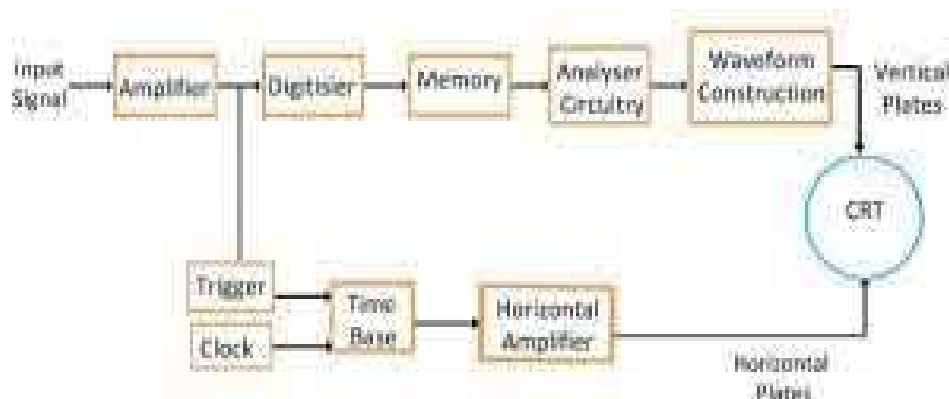 Input
Signal
Amplifier
Digitisier
Memory
Analyser
Circuitry
Waveform
Construction
Vertical
Plates
CRT
Trigger
Clock
Time
Base
Horizontal
Amplifier
Horizontal
Plates